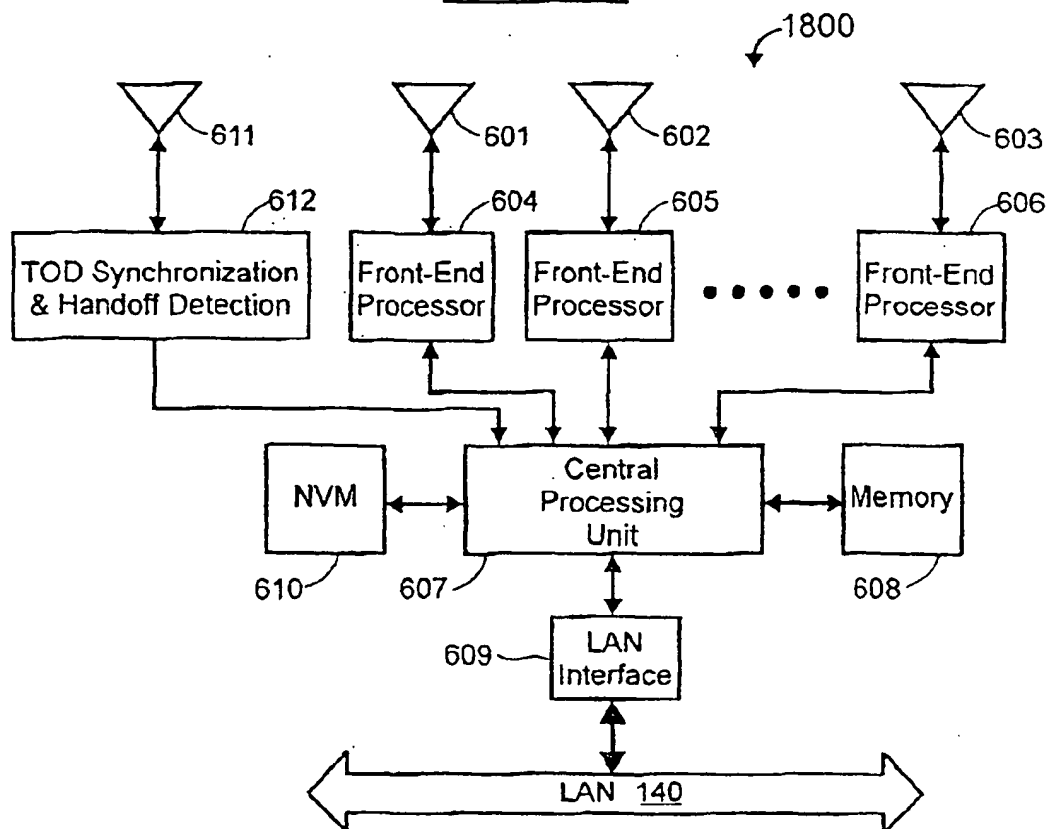 1800
611
601
602
603
612
604
605
606
TOD Synchronization
& Handoff Detection
Front-End
Processor
Front-End
Processor
Front-End
Processor
NVM
Central
Processing
Unit
Memory
610
607
608
609
LAN
Interface
LAN 140